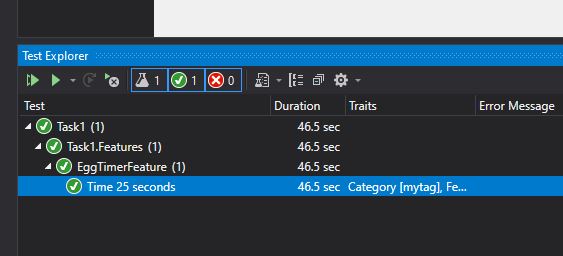 Test Explorer
1 1 0
Test Duration Traits Error Message
Task1 (1) 46.5 sec
Task1.Features (1) 46.5 sec
EggTimerFeature (1) 46.5 sec
Time 25 seconds 46.5 sec Category [mytag], Fe...